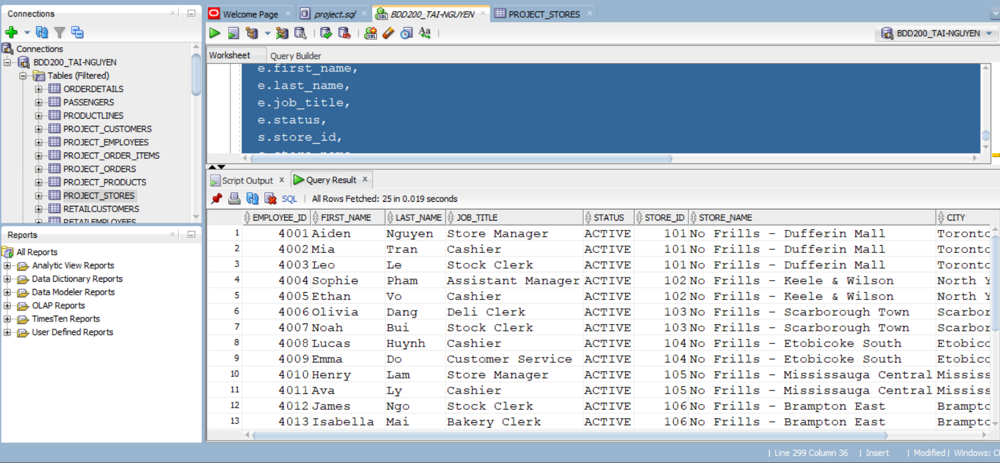 Connections
Connections
BDD200_TAI-NGUYEN
Tables (Filtered)
ORDERDETAILS
PASSENGERS
PRODUCTLINES
PROJECT_CUSTOMERS
PROJECT_EMPLOYEES
PROJECT_ORDER_ITEMS
PROJECT_ORDERS
PROJECT_PRODUCTS
PROJECT_STORES
RETAILCUSTOMERS
RETAILEMPLOYEES
Reports
All Reports
Analytic View Reports
Data Dictionary Reports
Data Modeler Reports
OLAP Reports
TimesTen Reports
User Defined Reports
Welcome Page project.sql BDD200_TAI-NGUYEN PROJECT_STORES
BDD200_TAI-NGUYEN
Worksheet Query Builder
e.first_name,
e.last_name,
e.job_title,
e.status,
s.store_id,
s.store_name
Script Output x Query Result x
SQL | All Rows Fetched: 25 in 0.019 seconds
EMPLOYEE_ID FIRST_NAME LAST_NAME JOB_TITLE STATUS STORE_ID STORE_NAME CITY
1 4001 Aiden Nguyen Store Manager ACTIVE 101 No Frills - Dufferin Mall Toronto
2 4002 Mia Tran Cashier ACTIVE 101 No Frills - Dufferin Mall Toronto
3 4003 Leo Le Stock Clerk ACTIVE 101 No Frills - Dufferin Mall Toronto
4 4004 Sophie Pham Assistant Manager ACTIVE 102 No Frills - Keele & Wilson North Y
5 4005 Ethan Vo Cashier ACTIVE 102 No Frills - Keele & Wilson North Y
6 4006 Olivia Dang Deli Clerk ACTIVE 103 No Frills - Scarborough Town Scarbor
7 4007 Noah Bui Stock Clerk ACTIVE 103 No Frills - Scarborough Town Scarbor
8 4008 Lucas Huynh Cashier ACTIVE 104 No Frills - Etobicoke South Etobicc
9 4009 Emma Do Customer Service ACTIVE 104 No Frills - Etobicoke South Etobicc
10 4010 Henry Lam Store Manager ACTIVE 105 No Frills - Mississauga Central Mississ
11 4011 Ava Ly Cashier ACTIVE 105 No Frills - Mississauga Central Mississ
12 4012 James Ngo Stock Clerk ACTIVE 106 No Frills - Brampton East Brampto
13 4013 Isabella Mai Bakery Clerk ACTIVE 106 No Frills - Brampton East Brampto
| Line 299 Column 36 | Insert | Modified | Windows: C